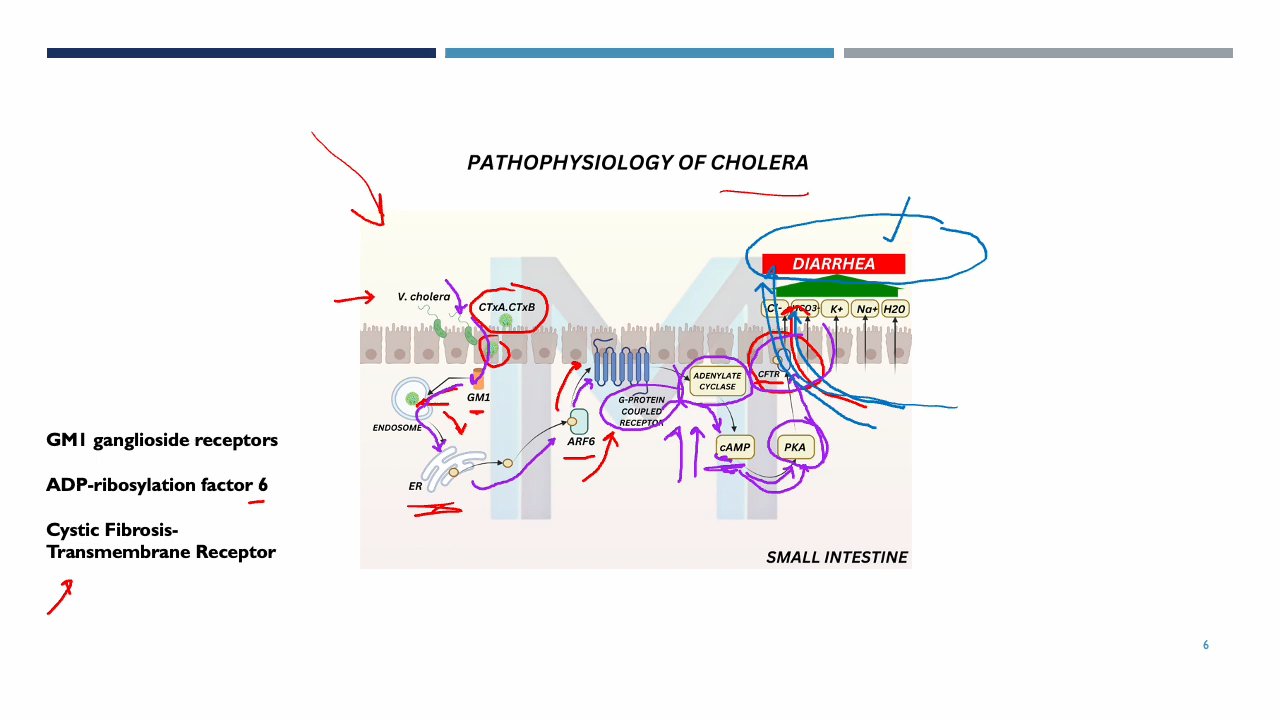 PATHOPHYSIOLOGY OF CHOLERA
DIARRHEA
V. cholera
CTxA.CTxB
K+
Na+
H2O
GM1
ADENYLATE
CYCLASE
CFTR
G-PROTEIN
COUPLED
RECEPTOR
ENDOSOME
ARF6
cAMP
PKA
ER
SMALL INTESTINE
GM1 ganglioside receptors
ADP-ribosylation factor 6
Cystic Fibrosis-
Transmembrane Receptor
6